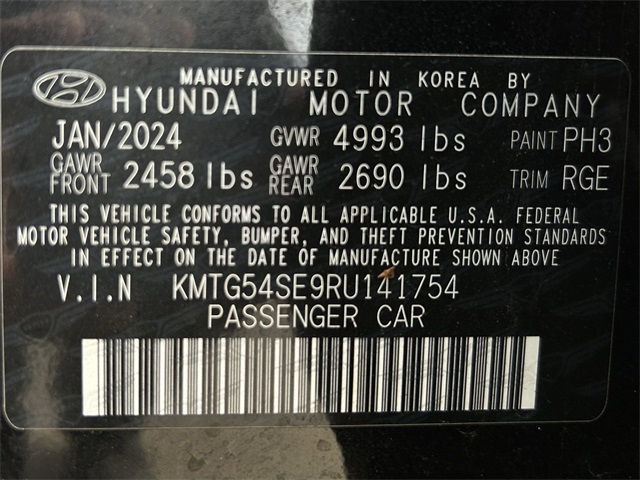 MANUFACTURED IN KOREA BY
HYUNDAI MOTOR COMPANY
JAN/2024 GVWR 4993 lbs PAINT PH3
GAWR FRONT 2458 lbs GAWR REAR 2690 lbs TRIM RGE
THIS VEHICLE CONFORMS TO ALL APPLICABLE U.S.A. FEDERAL
MOTOR VEHICLE SAFETY, BUMPER, AND THEFT PREVENTION STANDARDS
IN EFFECT ON THE DATE OF MANUFACTURE SHOWN ABOVE
V.I.N KMTG54SE9RU141754
PASSENGER CAR